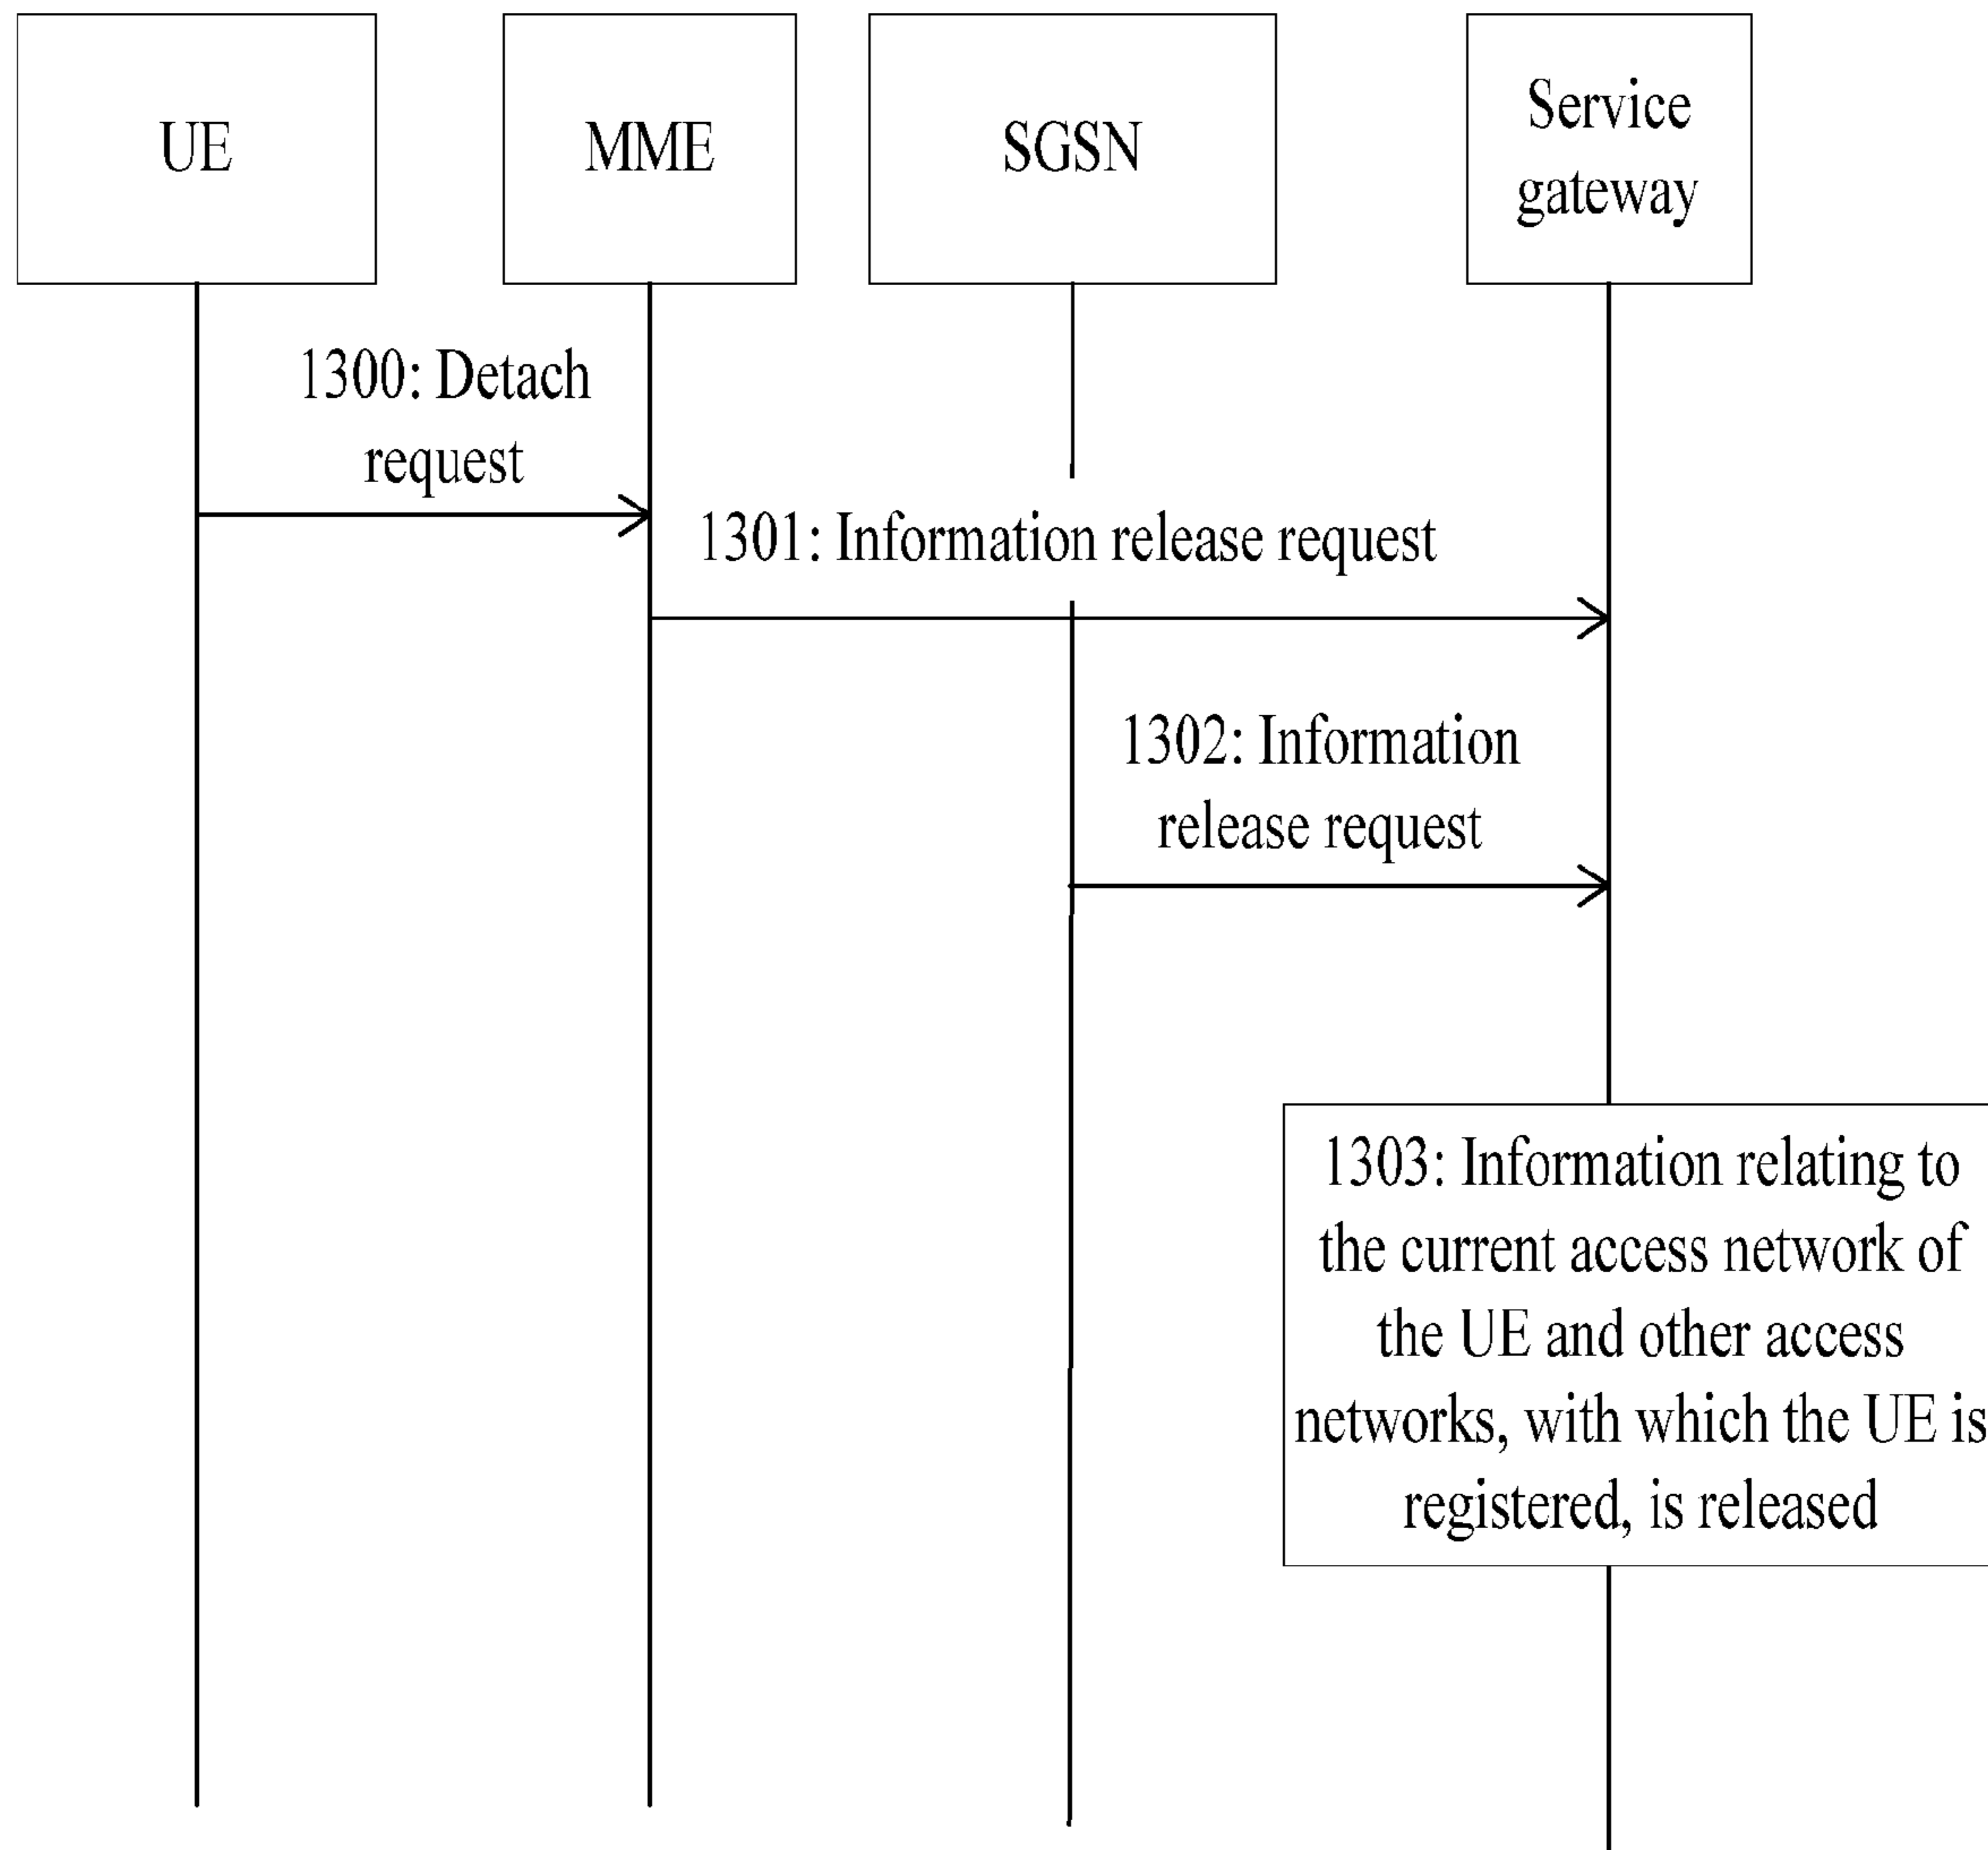 UE
MME
SGSN
Service
gateway
1300: Detach
request
1301: Information release request
1302: Information
release request
1303: Information relating to
the current access network of
the UE and other access
networks, with which the UE is
registered, is released